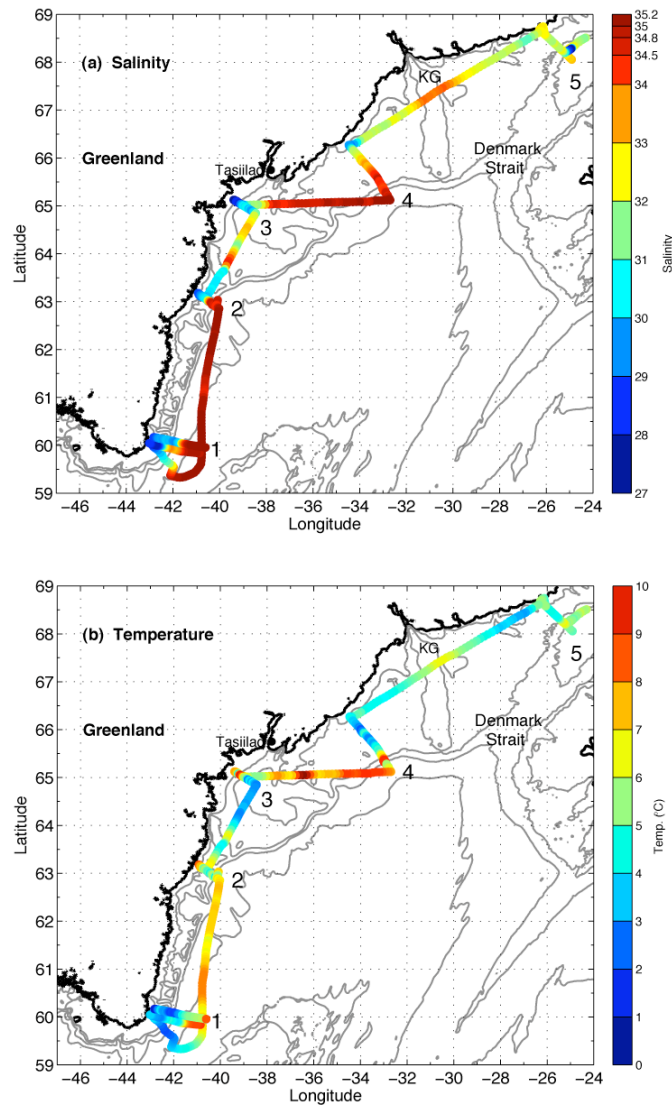 (a) Salinity
Greenland
Tasiilaq
KG
Denmark
Strait
1
2
3
4
5
69
68
67
66
65
64
63
62
61
60
59
Latitude
−46 −44 −42 −40 −38 −36 −34 −32 −30 −28 −26 −24
Longitude
35.2
35
34.8
34.5
34
33
32
31
30
29
28
27
Salinity
(b) Temperature
Greenland
Tasiilaq
KG
Denmark
Strait
1
2
3
4
5
69
68
67
66
65
64
63
62
61
60
59
Latitude
−46 −44 −42 −40 −38 −36 −34 −32 −30 −28 −26 −24
Longitude
10
9
8
7
6
5
4
3
2
1
0
Temp. (°C)